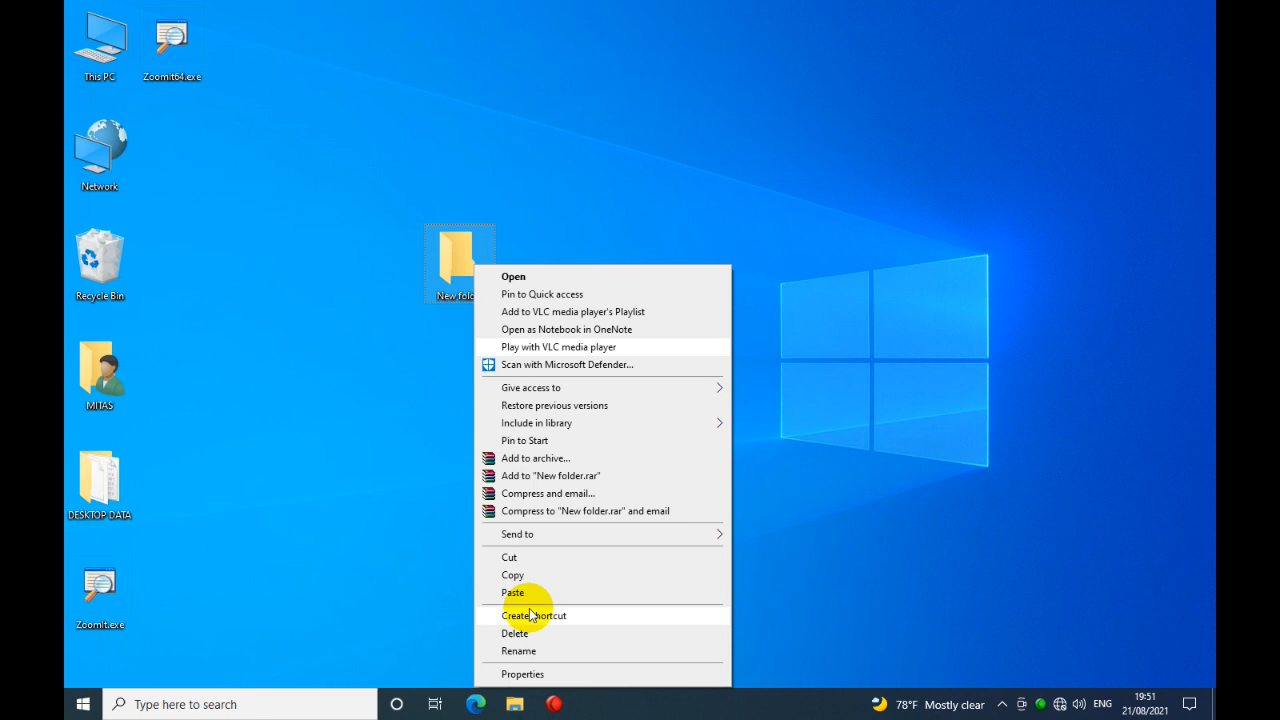 This PC
Zoomit64.exe
Network
Recycle Bin
MITAS
DESKTOP DATA
Zoomit.exe
New fol
Open
Pin to Quick access
Add to VLC media player's Playlist
Open as Notebook in OneNote
Play with VLC media player
Scan with Microsoft Defender...
Give access to
Restore previous versions
Include in library
Pin to Start
Add to archive...
Add to "New folder.rar"
Compress and email...
Compress to "New folder.rar" and email
Send to
Cut
Copy
Paste
Create shortcut
Delete
Rename
Properties
Type here to search
78°F Mostly clear
ENG
19:51
21/08/2021